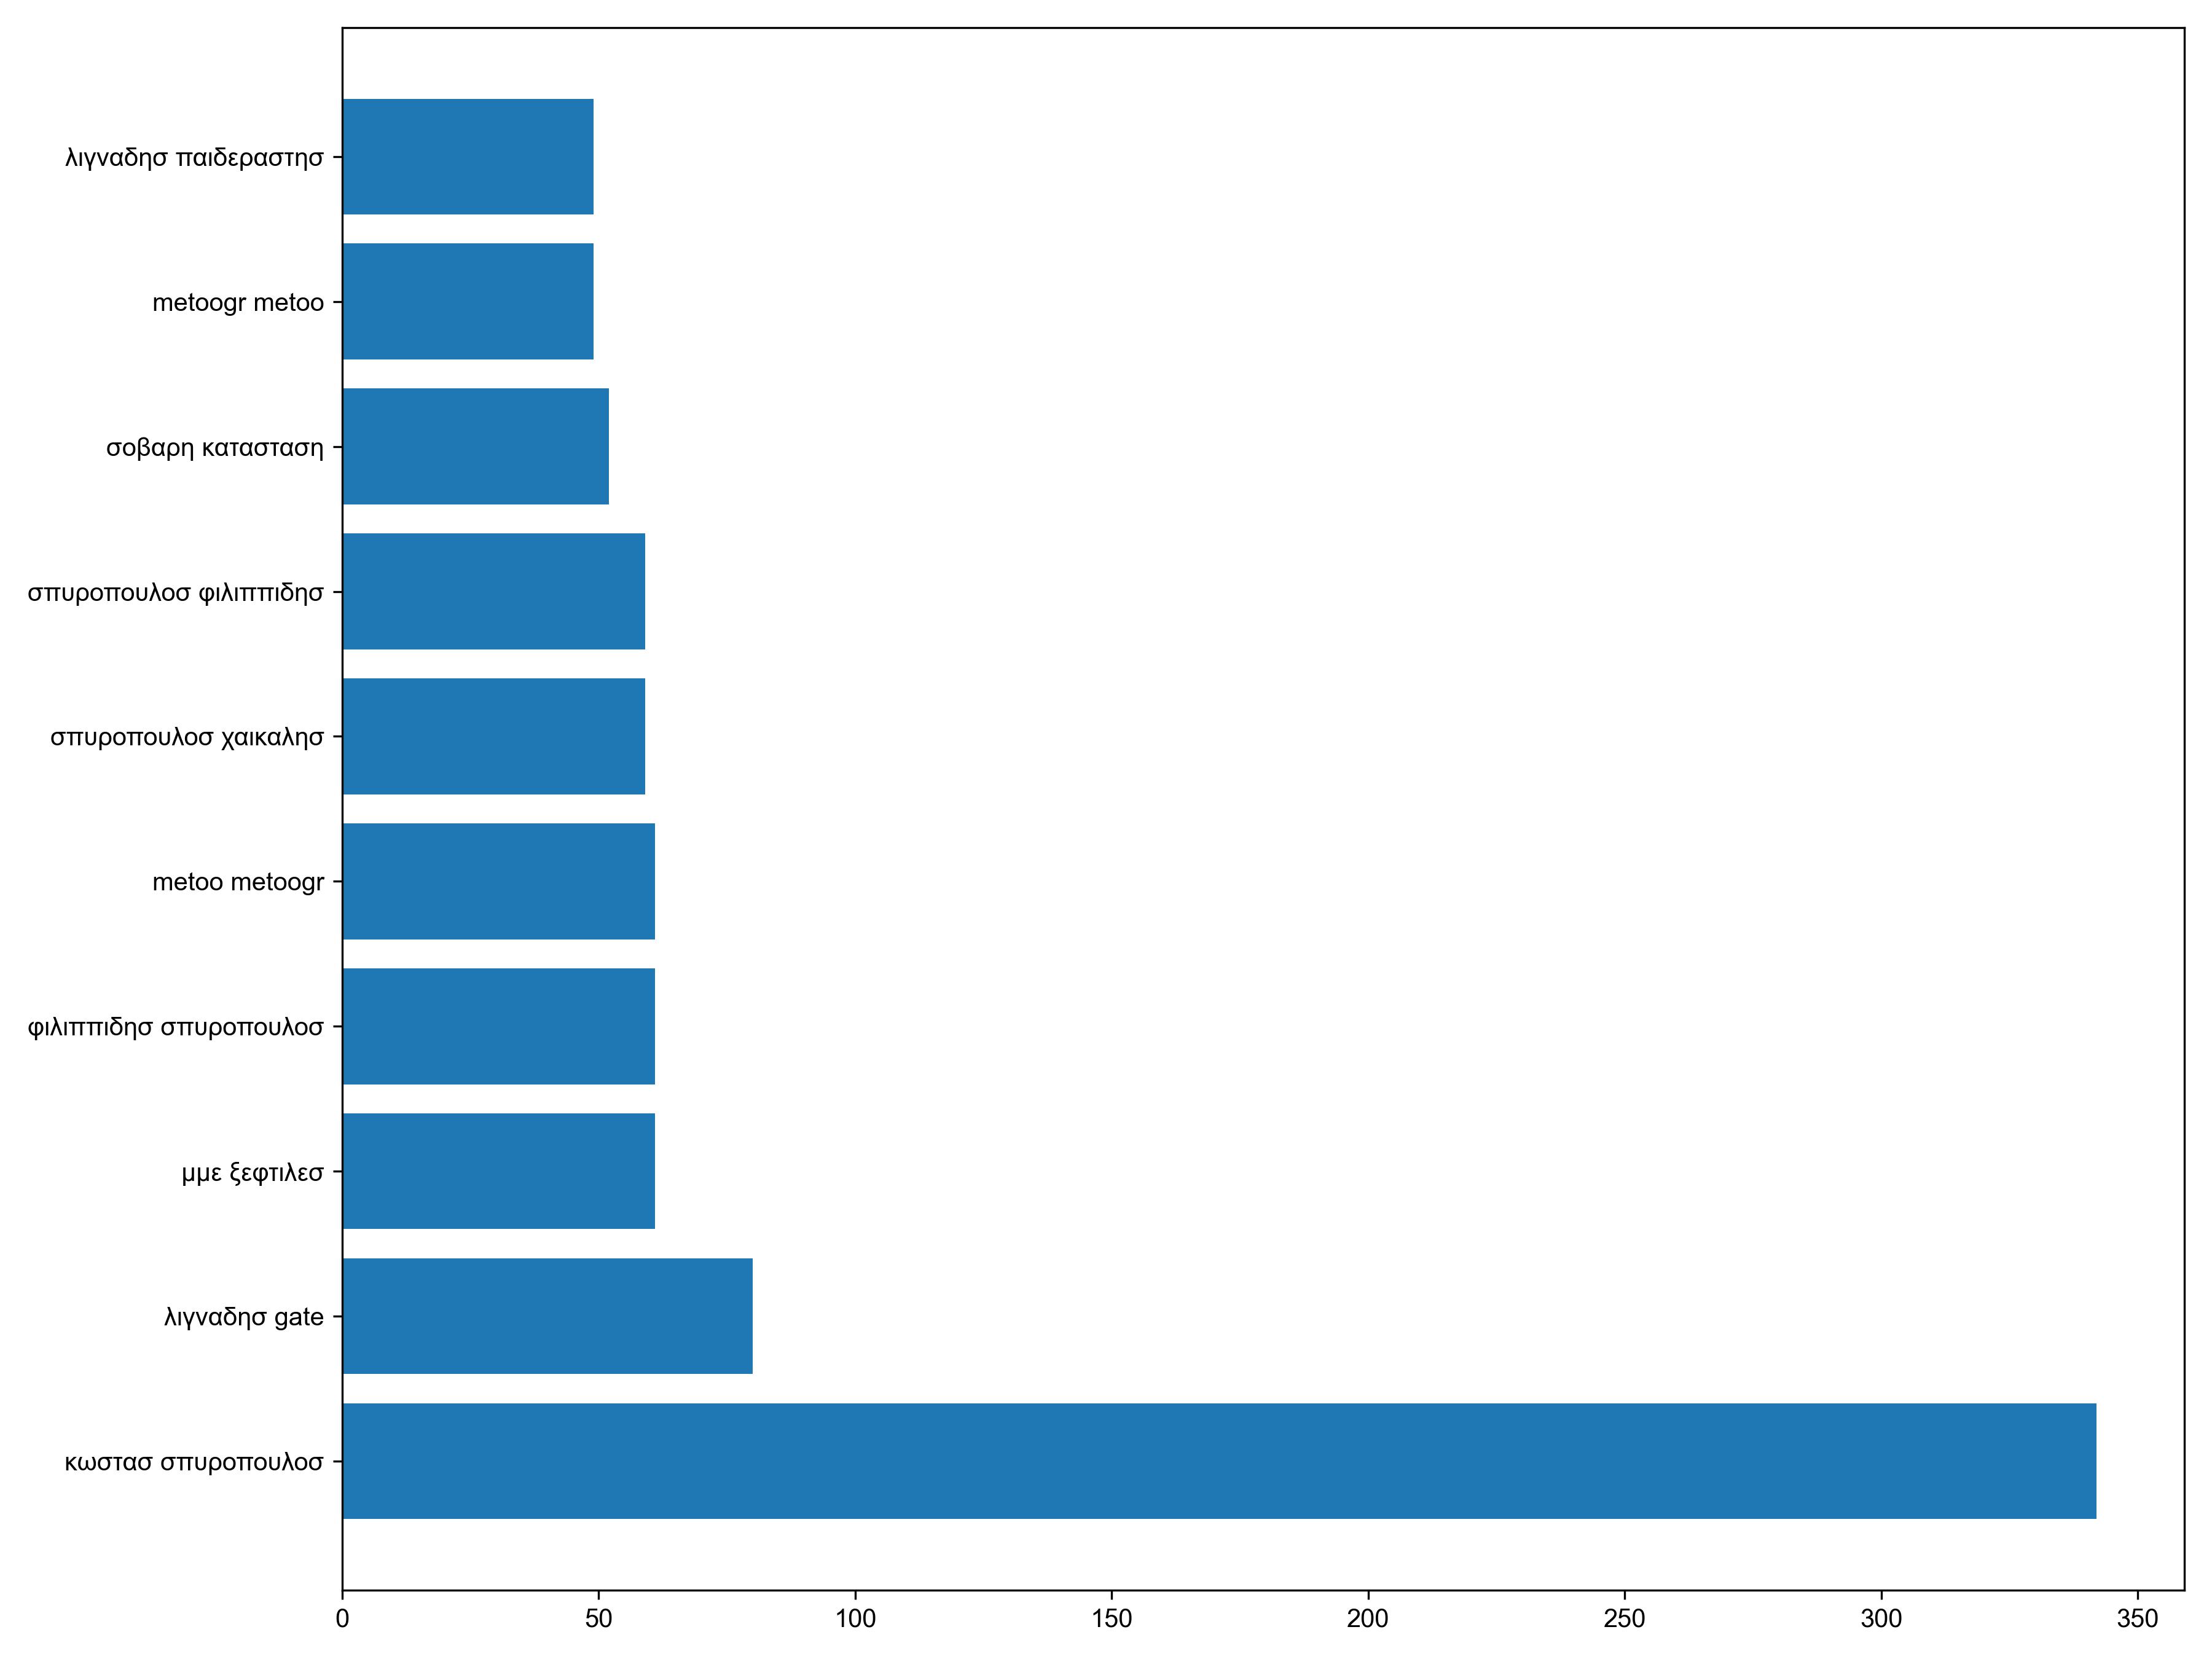 λιγναδησ παιδεραστησ
metoogr metoo
σοβαρη κατασταση
σπυροπουλοσ φιλιππιδησ
σπυροπουλοσ χαικαλησ
metoo metoogr
φιλιππιδησ σπυροπουλοσ
μμε ξεφτιλεσ
λιγναδησ gate
κωστασ σπυροπουλοσ
0 50 100 150 200 250 300 350